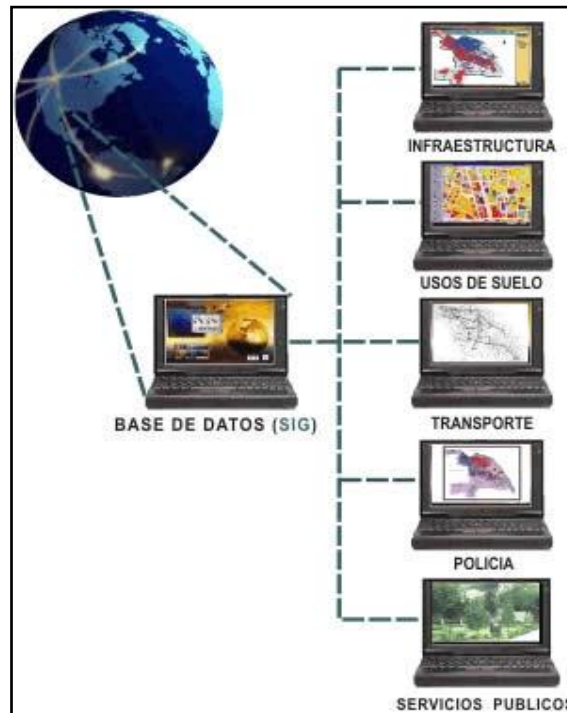 INFRAESTRUCTURA
USOS DE SUELO
BASE DE DATOS (SIG)
TRANSPORTE
POLICIA
SERVICIOS PUBLICOS